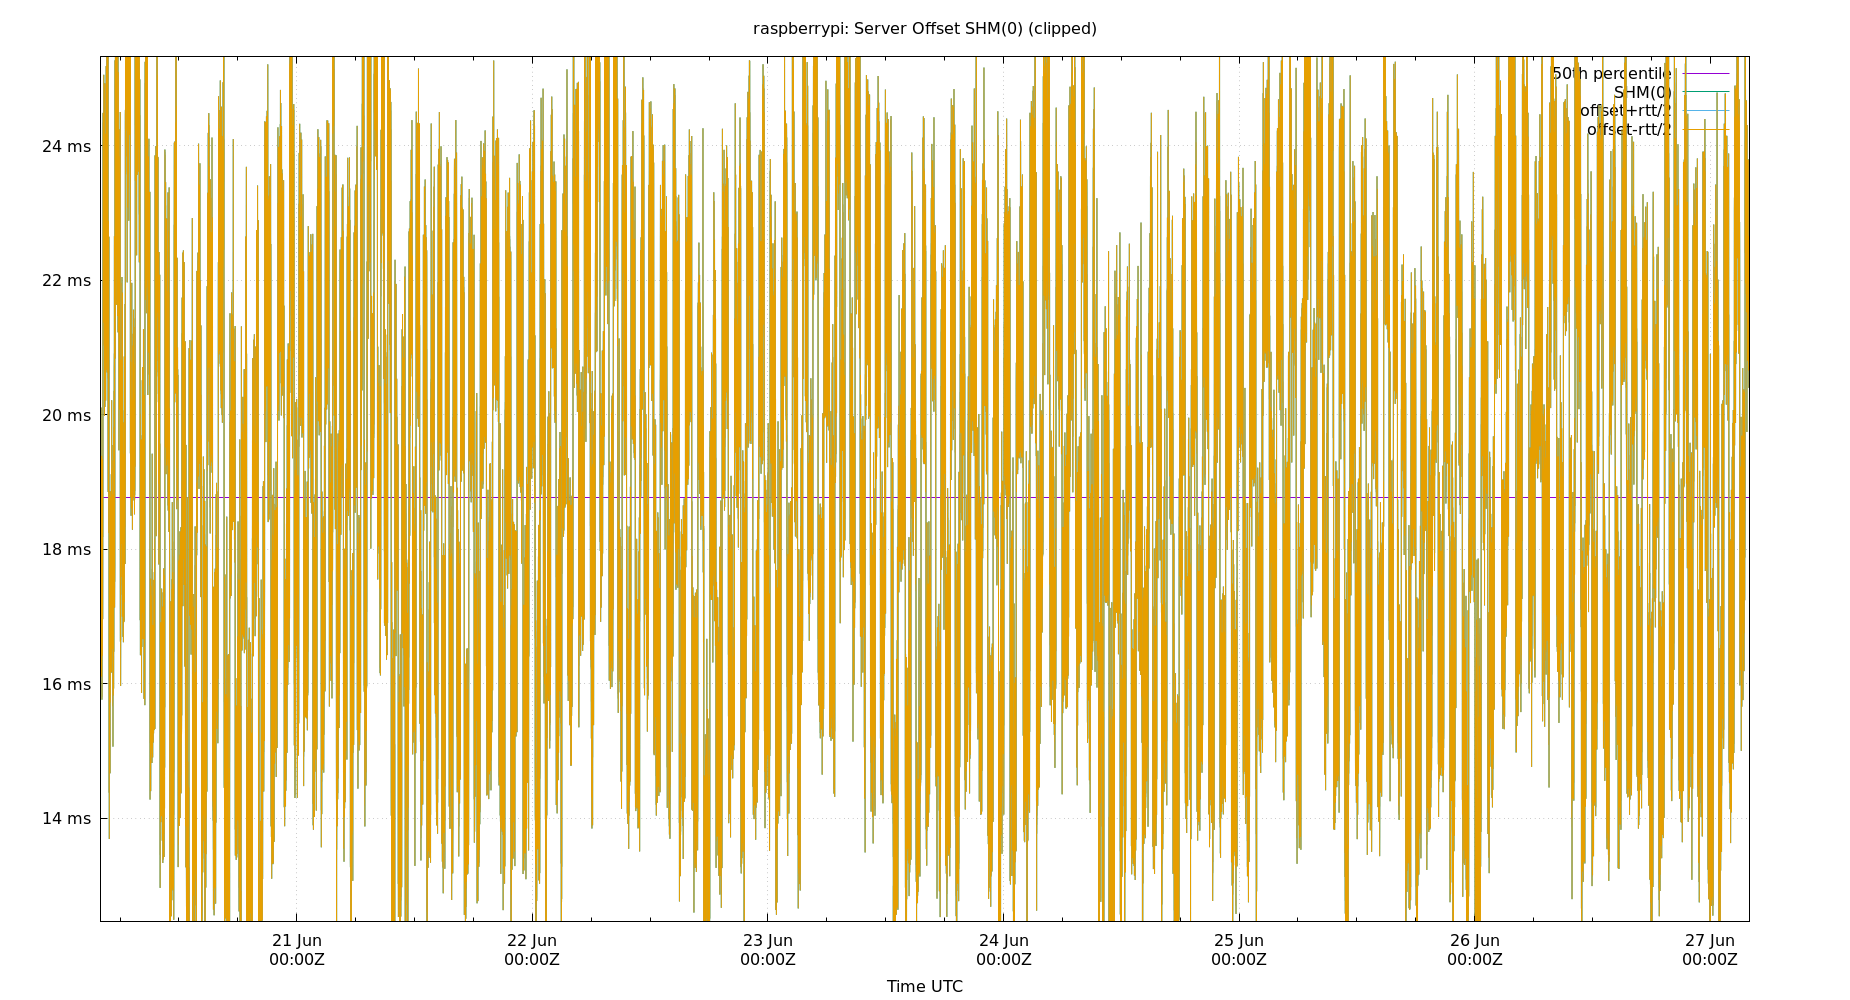 raspberrypi: Server Offset SHM(0) (clipped)
50th percentile
SHM(0)
offset+rtt/2
offset-rtt/2
24 ms
22 ms
20 ms
18 ms
16 ms
14 ms
21 Jun 22 Jun 23 Jun 24 Jun 25 Jun 26 Jun 27 Jun
00:00Z 00:00Z 00:00Z 00:00Z 00:00Z 00:00Z 00:00Z
Time UTC